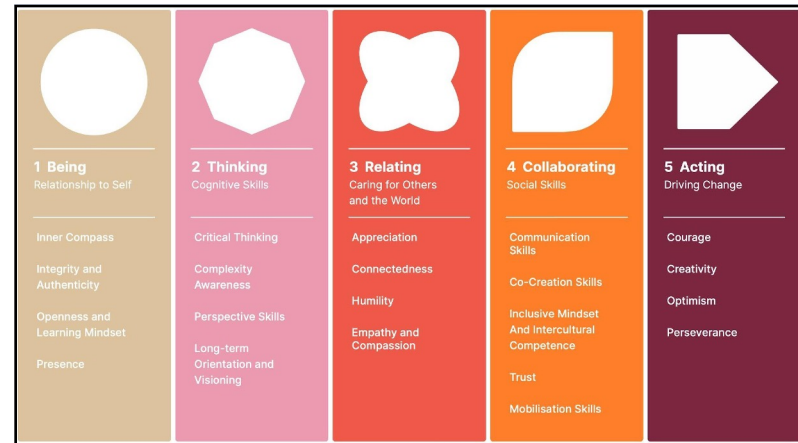 1 Being
Relationship to Self
Inner Compass
Integrity and
Authenticity
Openness and
Learning Mindset
Presence
2 Thinking
Cognitive Skills
Critical Thinking
Complexity
Awareness
Perspective Skills
Long-term
Orientation and
Visioning
3 Relating
Caring for Others
and the World
Appreciation
Connectedness
Humility
Empathy and
Compassion
4 Collaborating
Social Skills
Communication
Skills
Co-Creation Skills
Inclusive Mindset
And Intercultural
Competence
Trust
Mobilisation Skills
5 Acting
Driving Change
Courage
Creativity
Optimism
Perseverance